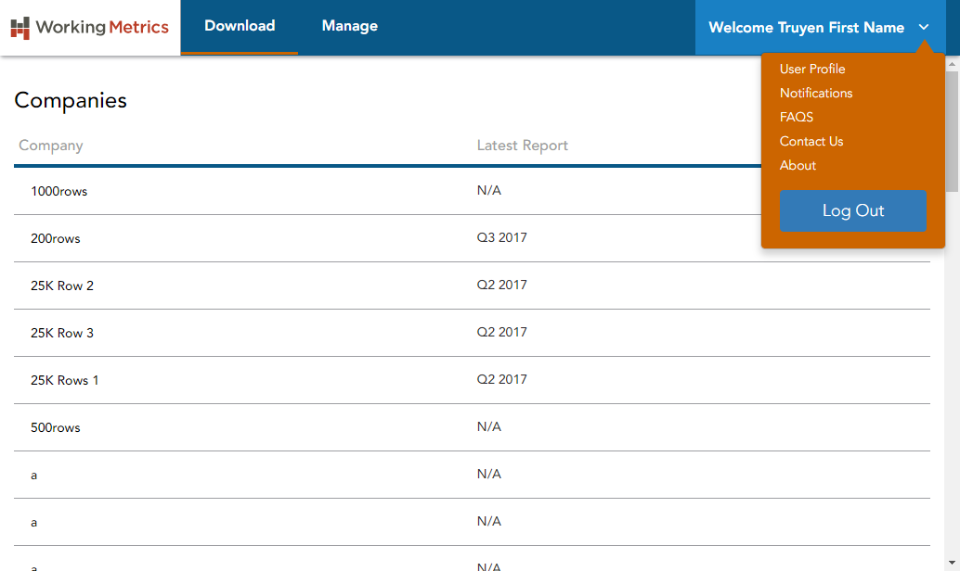 Working Metrics Download Manage Welcome Truyen First Name
User Profile
Notifications
FAQS
Contact Us
About
Log Out
Companies
Company Latest Report
1000rows N/A
200rows Q3 2017
25K Row 2 Q2 2017
25K Row 3 Q2 2017
25K Rows 1 Q2 2017
500rows N/A
a N/A
a N/A
a N/A